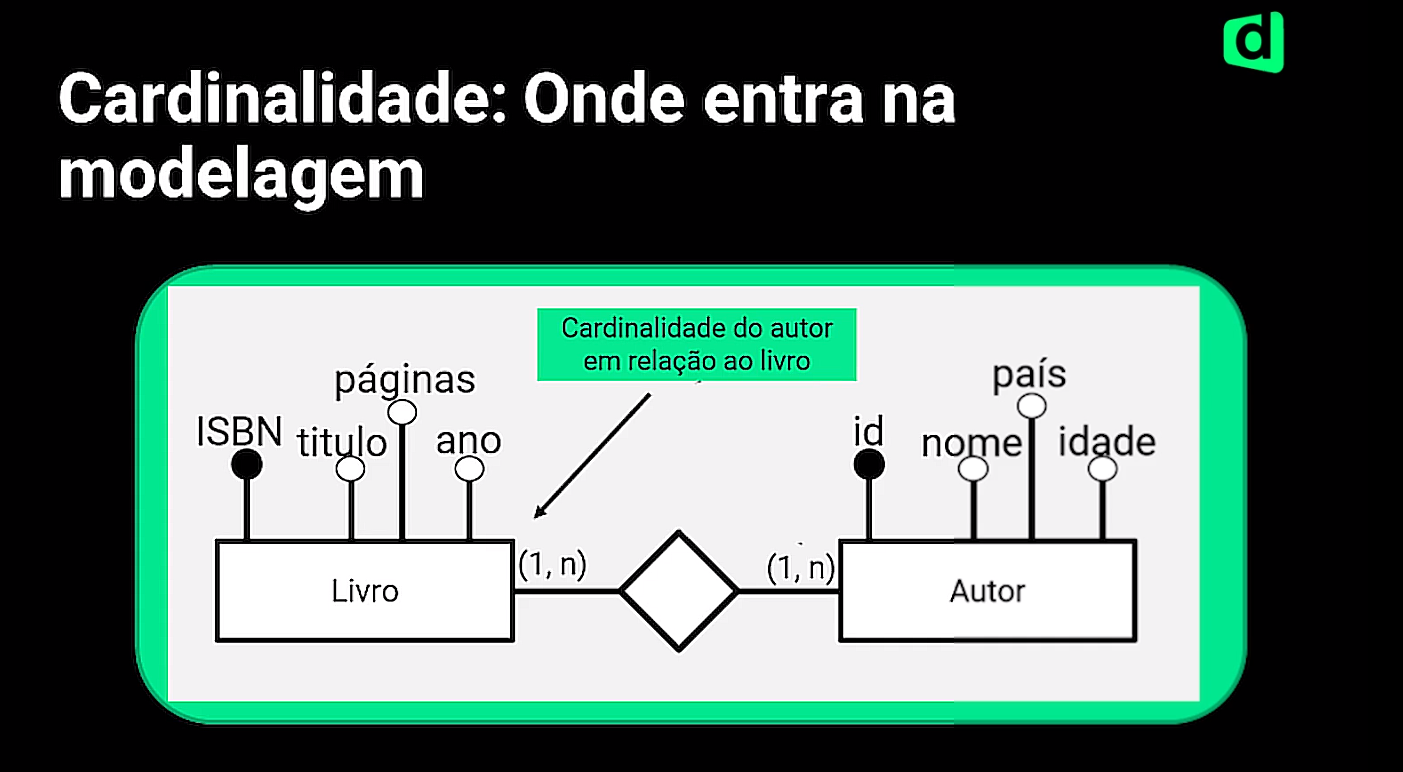 Cardinalidade: Onde entra na
modelagem
Cardinalidade do autor
em relação ao livro
páginas
ISBN
titulo
ano
país
id
nome
idade
(1, n)
(1, n)
Livro
Autor